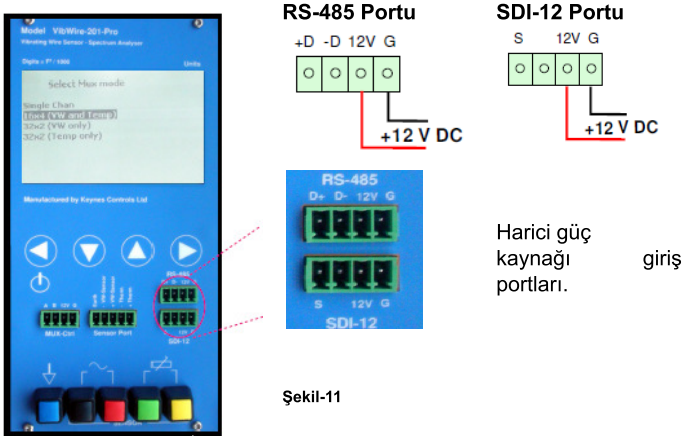 RS-485 Portu
+D -D 12V G
+12 V DC
SDI-12 Portu
S 12V G
+12 V DC
Model VibWire-201-Pro
Vibrating Wire Sensor - Spectrum Analyser
Digits = F² / 1000 Units
Select Mux mode
Single Chan
16x4 (VW and Temp)
32x2 (VW only)
32x2 (Temp only)
Manufactured by Keynes Controls Ltd
RS-485
MUX-Ctrl
Sensor Port
SDI-12
RS-485
D+ D- 12V G
S 12V G
SDI-12
Harici güç
kaynağı giriş
portları.
Şekil-11